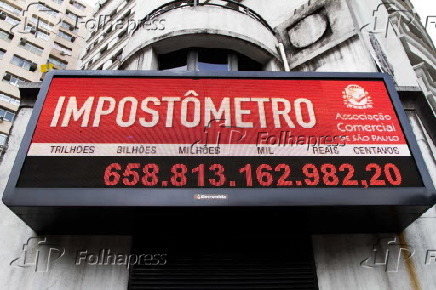 Folhapress
IMPOSTÔMETRO
Associação
Comercial
DE SÃO PAULO
TRILHÕES BILHÕES MILHÕES MIL REAIS CENTAVOS
658.813.162.982,20
Folhapress
Folhapress
Folhapress